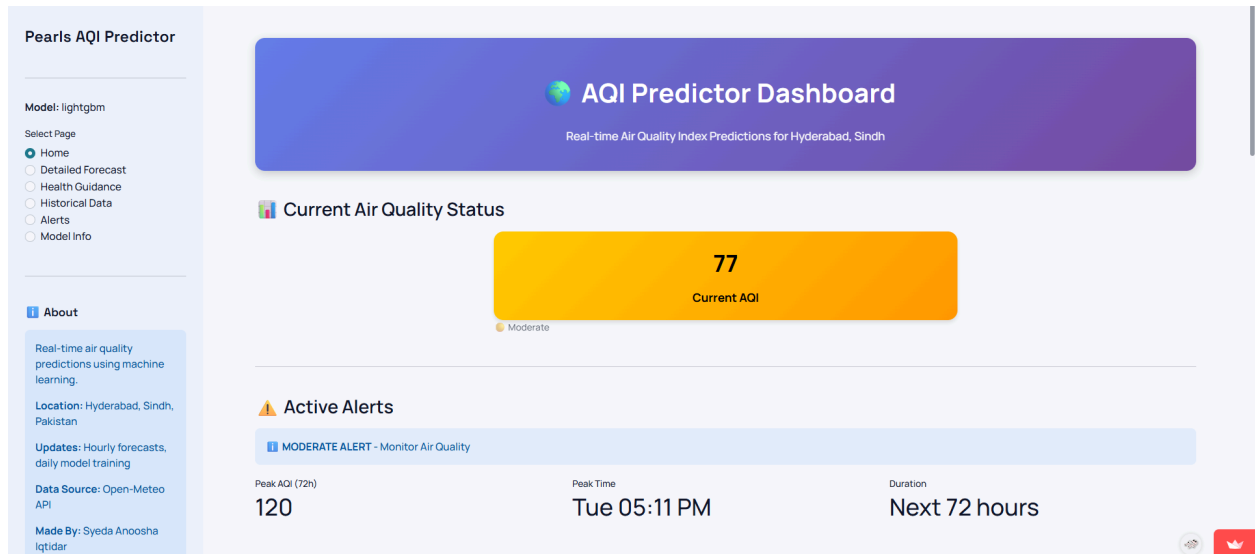 Pearls AQI Predictor
Model: lightgbm
Select Page
Home
Detailed Forecast
Health Guidance
Historical Data
Alerts
Model Info
About
Real-time air quality
predictions using machine
learning.
Location: Hyderabad, Sindh,
Pakistan
Updates: Hourly forecasts,
daily model training
Data Source: Open-Meteo
API
Made By: Syeda Anoosha
Iqtidar
AQI Predictor Dashboard
Real-time Air Quality Index Predictions for Hyderabad, Sindh
Current Air Quality Status
77
Current AQI
Moderate
Active Alerts
MODERATE ALERT - Monitor Air Quality
Peak AQI (72h)
120
Peak Time
Tue 05:11 PM
Duration
Next 72 hours